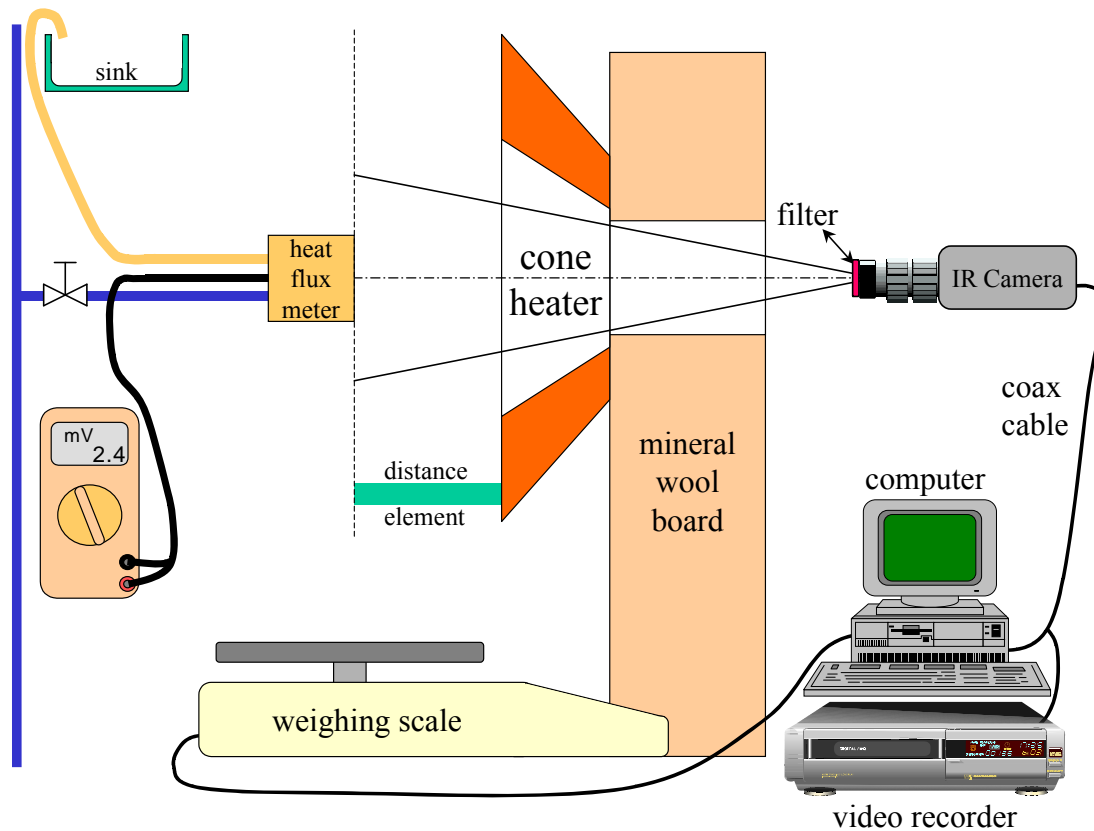 sink
filter
heat
flux
meter
cone
heater
IR Camera
coax
cable
mV
2.4
distance
element
mineral
wool
board
computer
weighing scale
video recorder